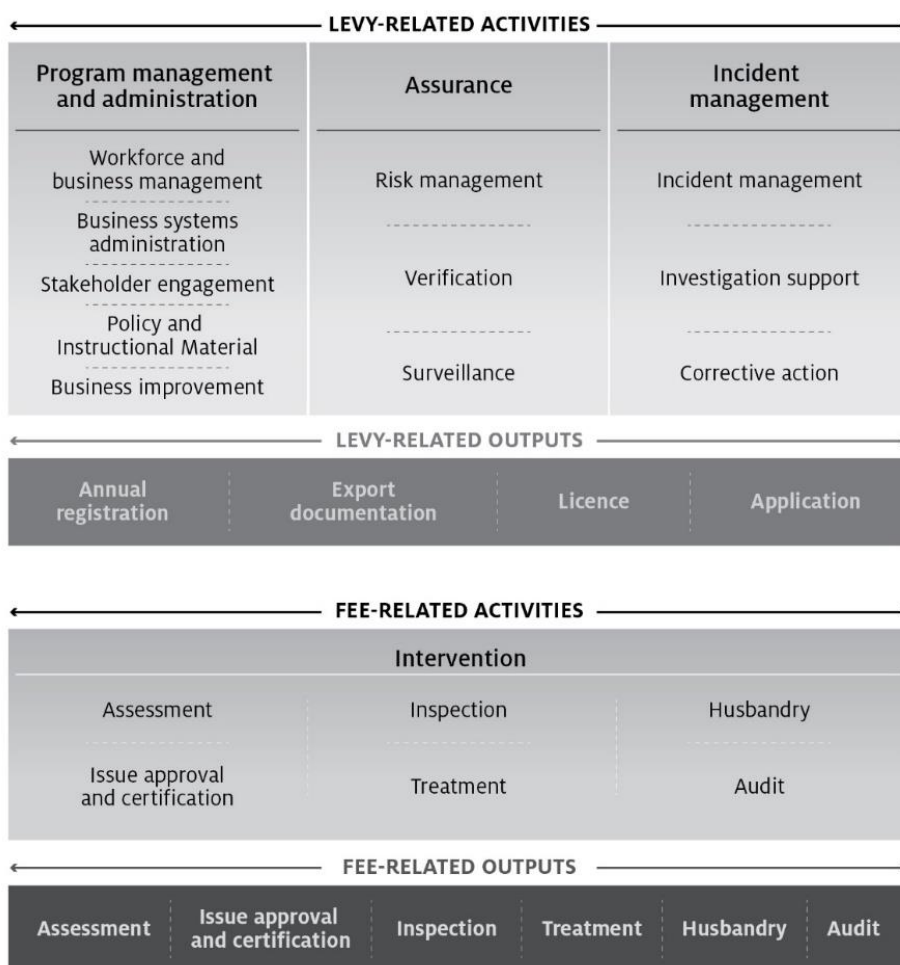 LEVY-RELATED ACTIVITIES
Program management
and administration
Workforce and
business management
Business systems
administration
Stakeholder engagement
Policy and
Instructional Material
Business improvement
Assurance
Risk management
Verification
Surveillance
Incident
management
Incident management
Investigation support
Corrective action
LEVY-RELATED OUTPUTS
Annual
registration
Export
documentation
Licence
Application
FEE-RELATED ACTIVITIES
Intervention
Assessment
Issue approval
and certification
Inspection
Treatment
Husbandry
Audit
FEE-RELATED OUTPUTS
Assessment
Issue approval
and certification
Inspection
Treatment
Husbandry
Audit